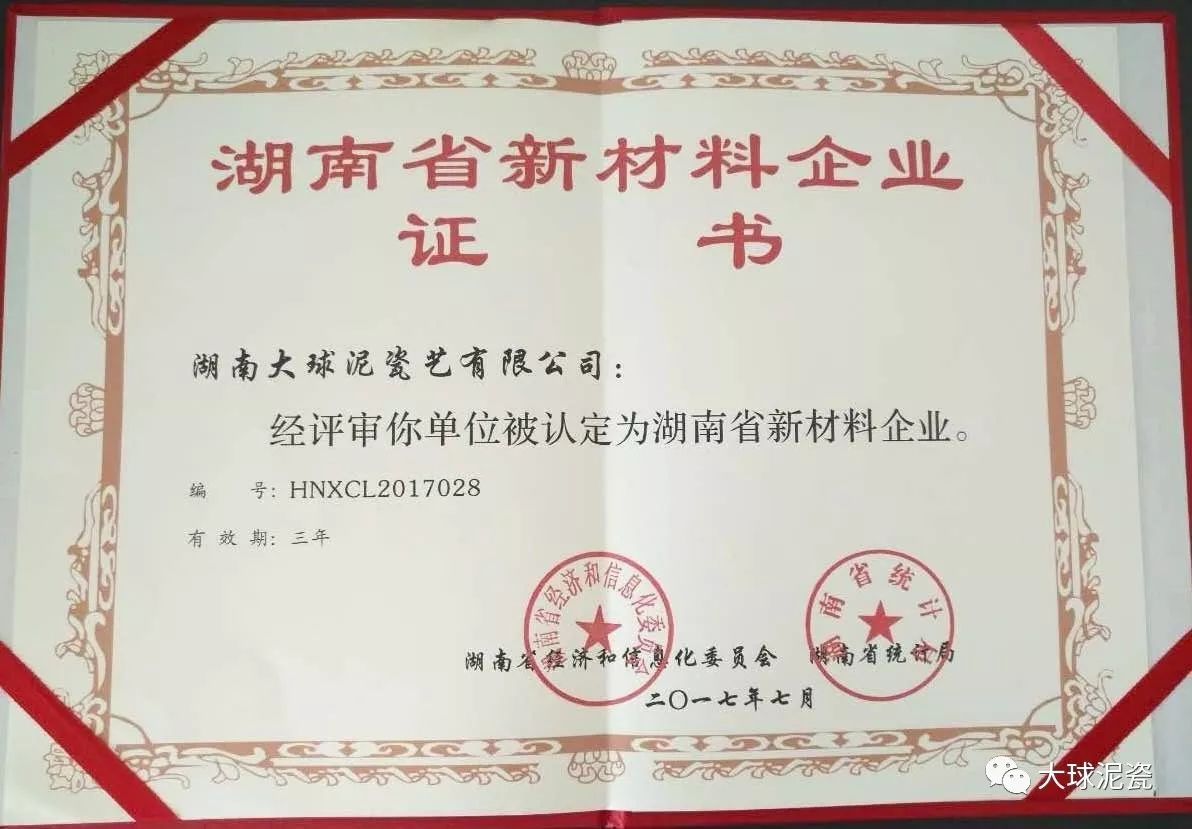 湖南省新材料企业
证书
湖南大球泥瓷艺有限公司：
经评审你单位被认定为湖南省新材料企业。
编 号：HNXCL2017028
有 效 期：三年
湖南省经济和信息化委员会
湖南省统计局
湖南省经济和信息化委员会 湖南省统计局
二〇一七年七月
大球泥瓷